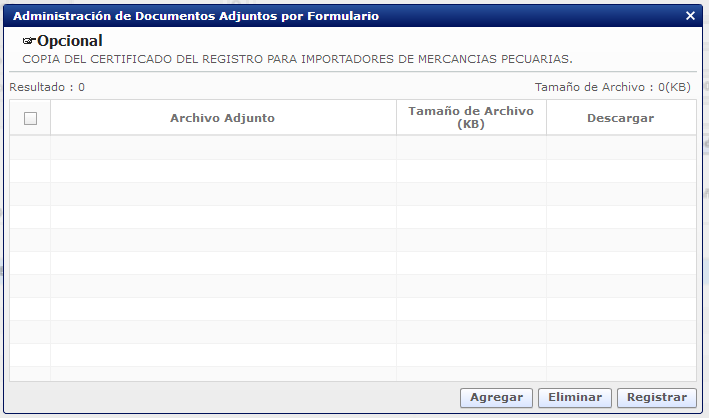 Administración de Documentos Adjuntos por Formulario
☞Opcional
COPIA DEL CERTIFICADO DEL REGISTRO PARA IMPORTADORES DE MERCANCIAS PECUARIAS.
Resultado : 0 Tamaño de Archivo : 0(KB)
Archivo Adjunto Tamaño de Archivo (KB) Descargar
Agregar Eliminar Registrar